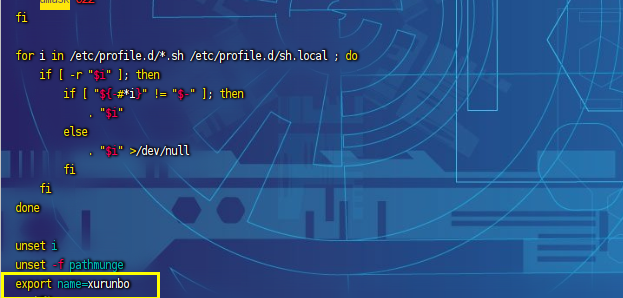 umask 022
fi
for i in /etc/profile.d/*.sh /etc/profile.d/sh.local ; do
if [ -r "$i" ]; then
if [ "${-#*i}" != "$-" ]; then
. "$i"
else
. "$i" >/dev/null
fi
fi
done
unset i
unset -f pathmunge
export name=xurunbo